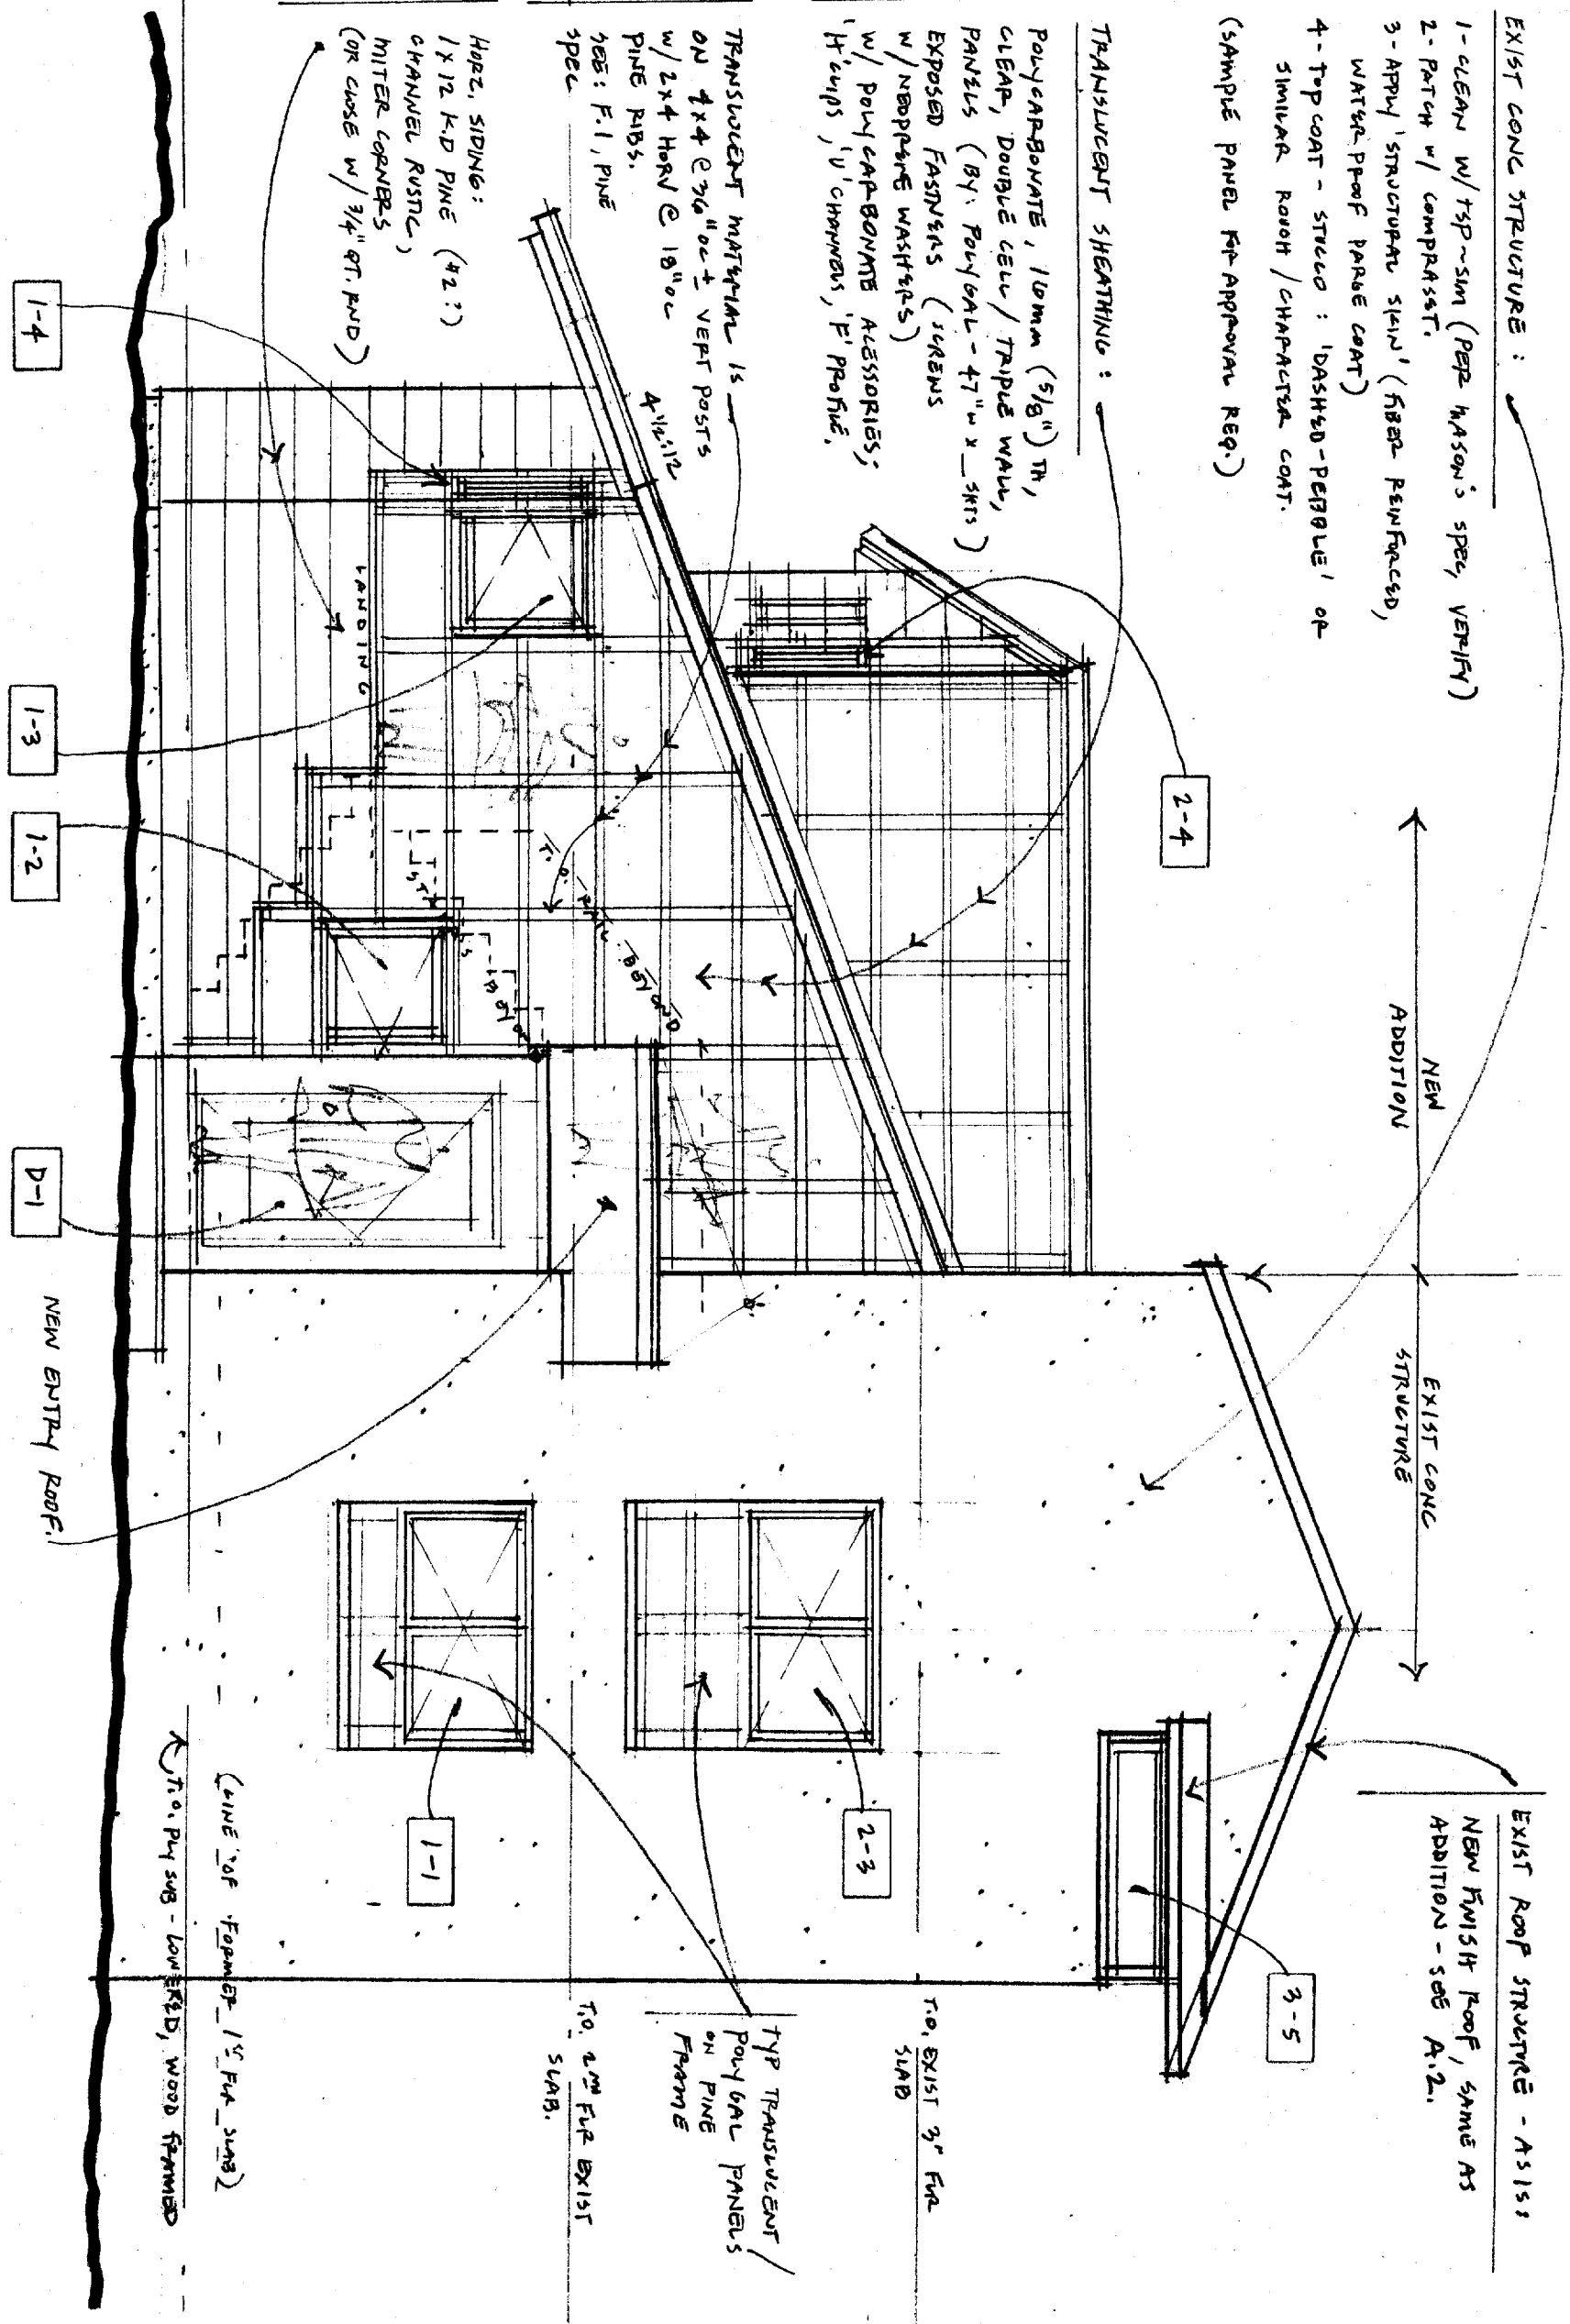 EXIST CONC STRUCTURE :
1- CLEAN W/ TSP ~ SIM (PER MASON'S SPEC, VERIFY)
2- PATCH W/ COMP RASST.
3- APPLY 'STRUCTURAL SKIN' (FIBER REINFORCED,
WATER PROOF PARGE COAT)
4- TOP COAT - STUCCO : 'DASHED-PEBBLE' OR
SIMILAR ROUGH / CHARACTER COAT.
(SAMPLE PANEL FOR APPROVAL REQ.)
TRANSLUCENT SHEATHING :
POLYCARBONATE, 16mm (5/8") TH,
CLEAR, DOUBLE CELL / TRIPLE WALL,
PANELS (BY: POLYGAL - 47" W X _ SHTS)
EXPOSED FASTNERS (SCREWS
W/ NEOPRENE WASHERS)
W/ POLYCARBONATE ACESSORIES;
'H' CLIPS, 'U' CHANNELS, 'F' PROFILE.
TRANSLUCENT MATERIAL IS
ON 4X4 @ 36" OC ± VERT POSTS
W/ 2X4 HORZ @ 18" OC
PINE RIBS.
SEE: F.1, PINE
SPEC
HORZ. SIDING:
1 X 12 K.D PINE (#2?)
CHANNEL RUSTIC
MITER CORNERS
(OR CLOSE W/ 3/4" QT. RND)
NEW
ADDITION
EXIST CONC
STRUCTURE
EXIST ROOF STRUCTURE - AS IS:
NEW FINISH ROOF, SAME AS
ADDITION - SEE A.2.
2-4
4 1/2:12
LANDING
T.O. BEYOND
3-5
2-3
1-1
T.O. EXIST 3rd FLR
SLAB
TYP TRANSLUCENT /
POLYGAL PANELS
ON PINE
FRAME
T.O. 2ND FLR EXIST
SLAB.
(LINE OF FORMER 1ST FLR SLAB)
T.O. PLY SUB - LOWERED, WOOD FRAMED
1-4
1-3
1-2
D-1
NEW ENTRY ROOF.